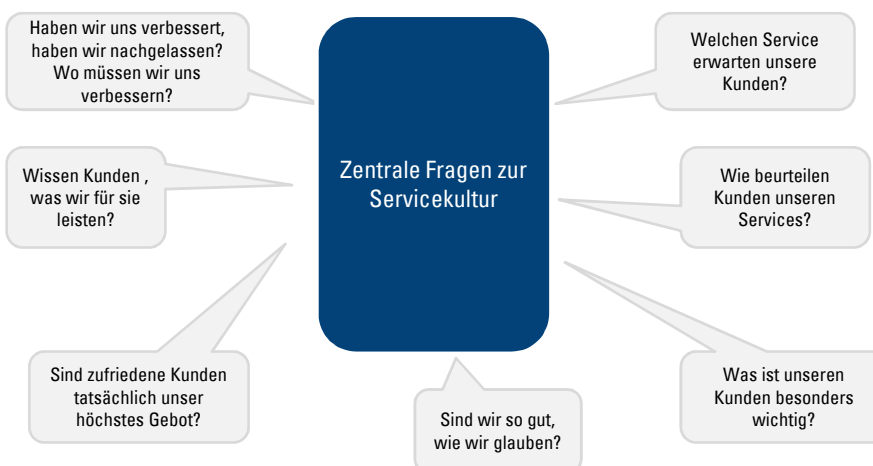 Haben wir uns verbessert,
haben wir nachgelassen?
Wo müssen wir uns
verbessern?
Welchen Service
erwarten unsere
Kunden?
Zentrale Fragen zur
Servicekultur
Wissen Kunden ,
was wir für sie
leisten?
Wie beurteilen
Kunden unseren
Services?
Sind zufriedene Kunden
tatsächlich unser
höchstes Gebot?
Sind wir so gut,
wie wir glauben?
Was ist unseren
Kunden besonders
wichtig?